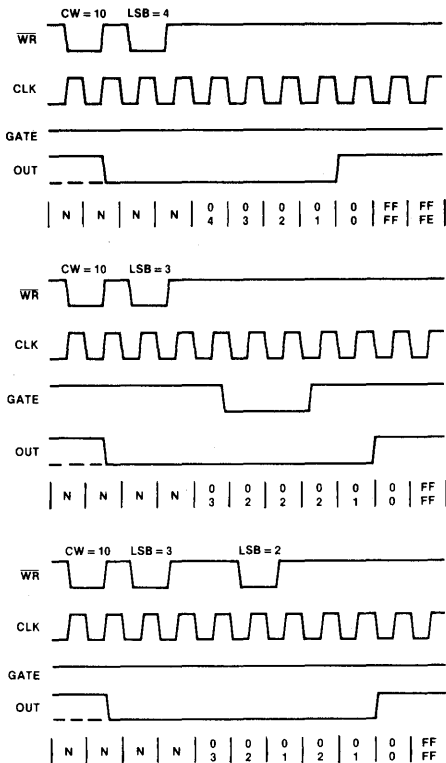 CW = 10 LSB = 4
WR
CLK
GATE
OUT
N N N N
0 0 0 0 0 FF FF
4 3 2 1 0 FF FE
CW = 10 LSB = 3
WR
CLK
GATE
OUT
N N N N
0 0 0 0 0 0 FF
3 2 2 2 1 0 FF
CW = 10 LSB = 3 LSB = 2
WR
CLK
GATE
OUT
N N N N
0 0 0 0 0 0 FF
3 2 1 2 1 0 FF